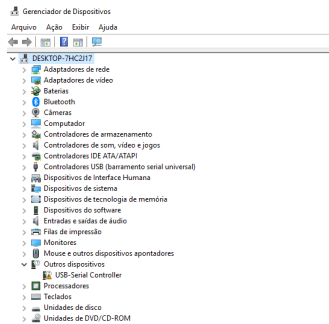 Gerenciador de Dispositivos
Arquivo Ação Exibir Ajuda
DESKTOP-7HC2J17
Adaptadores de rede
Adaptadores de vídeo
Baterias
Bluetooth
Câmeras
Computador
Controladores de armazenamento
Controladores de som, vídeo e jogos
Controladores IDE ATA/ATAPI
Controladores USB (barramento serial universal)
Dispositivos de Interface Humana
Dispositivos de sistema
Dispositivos de tecnologia de memória
Dispositivos do software
Entradas e saídas de áudio
Filas de impressão
Monitores
Mouse e outros dispositivos apontadores
Outros dispositivos
USB-Serial Controller
Processadores
Teclados
Unidades de disco
Unidades de DVD/CD-ROM